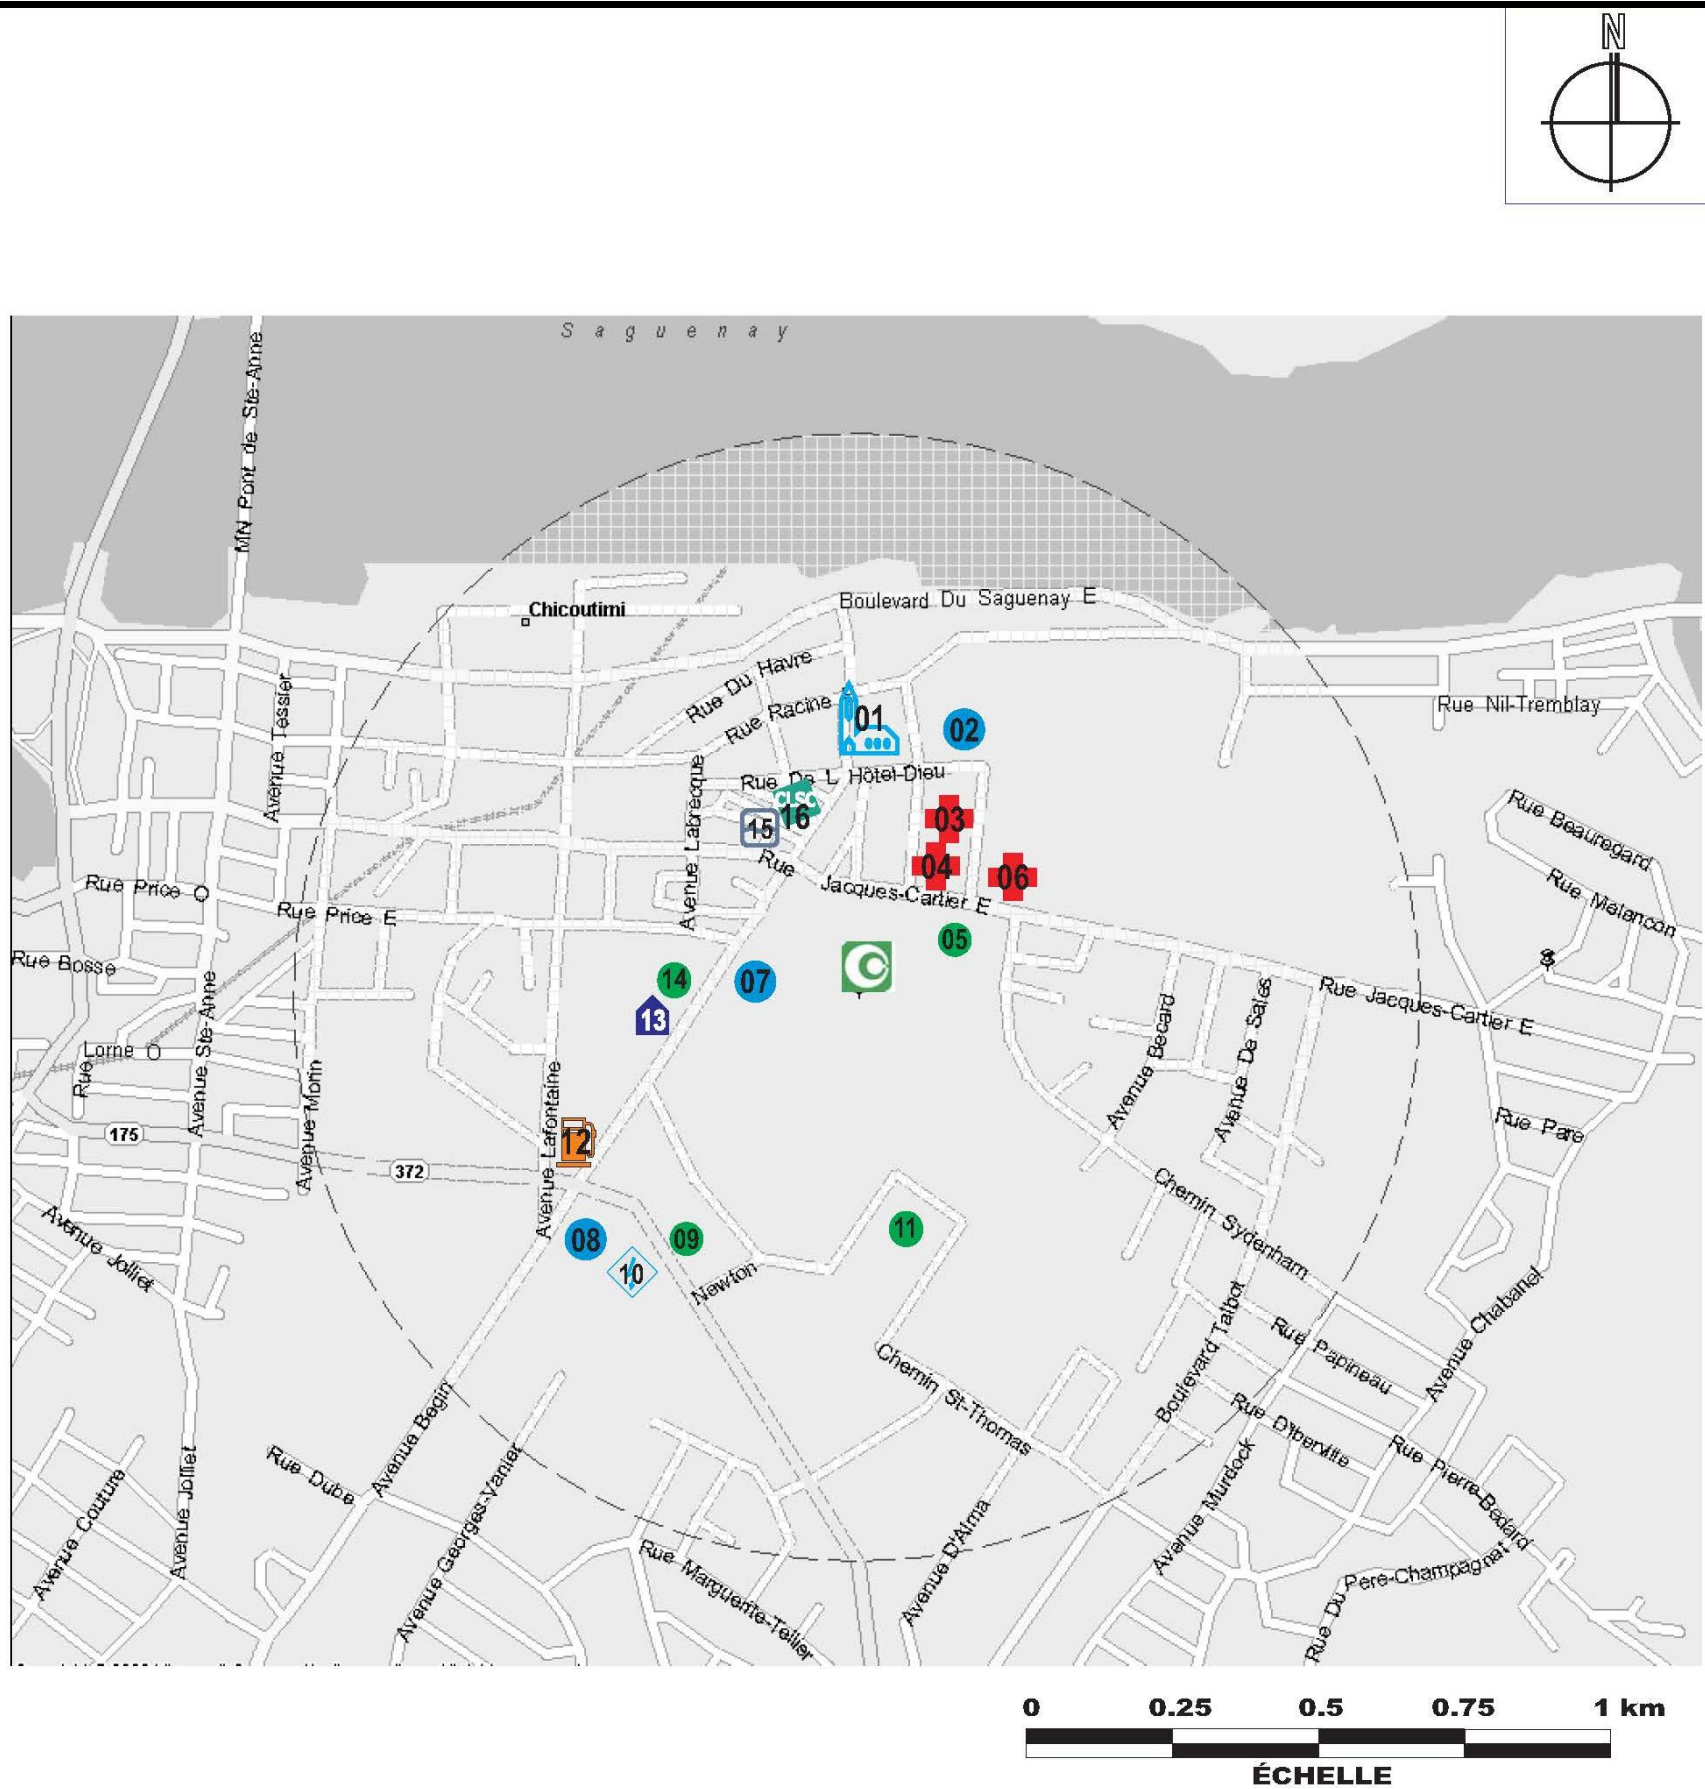 N
Saguenay
MN Pont de Ste-Anne
Chicoutimi
Boulevard Du Saguenay E
Rue Du Havre
Avenue Tessier
Rue Racine E
01
02
Rue Nil-Tremblay
Avenue Labrecque
Rue De L Hôtel-Dieu
CLSC
16
15
03
Rue Beauregard
Rue
04
06
Rue Price O
Jacques-Cartier E
Rue Melancon
Rue Price E
05
Rue Bosse
14
07
13
Avenue Ste-Anne
Avenue Becard
Avenue De Sales
Rue Jacques-Cartier E
Rue Lorne O
Avenue Morin
Avenue Lafontaine
175
12
Rue Pare
372
Chemin Sydenham
Avenue Jolliet
08
09
11
10
Newton
Boulevard Talbot
Avenue Chabanel
Rue Papineau
Chemin St-Thomas
Avenue Begin
Rue D'Iberville
Rue Dube
Avenue Georges-Vanier
Avenue Murdock
Rue Pierre-Bedard
Avenue Couture
Avenue Jolliet
Avenue D'Alma
Rue Marguerite-Tellier
Rue Du Pere-Champagnat
0 0.25 0.5 0.75 1 km
ÉCHELLE